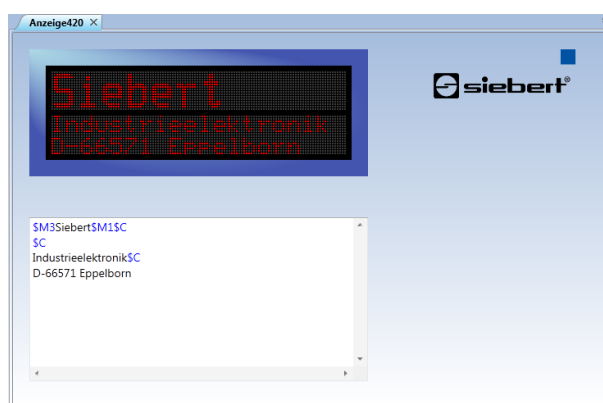 Anzeige420
Siebert
Industrieelektronik
D-66571 Eppelborn
siebert®
$M3Siebert$M1$C
$C
Industrieelektronik$C
D-66571 Eppelborn